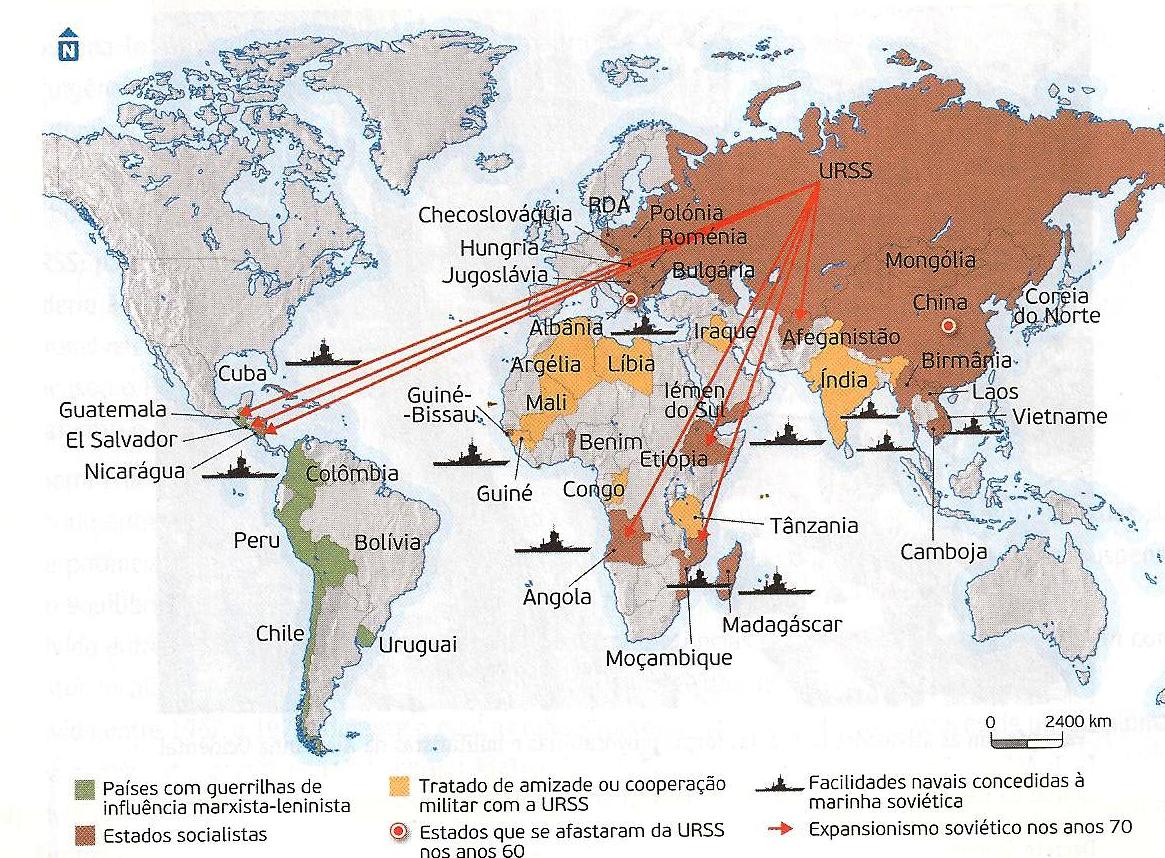 N
URSS
Checoslováquia
RDA
Polónia
Roménia
Hungria
Jugoslávia
Bulgária
Mongólia
China
Coreia
do Norte
Albânia
Iraque
Afeganistão
Argélia
Líbia
Birmânia
Cuba
Guiné-
-Bissau
Mali
Iémen
do Sul
Índia
Laos
Guatemala
Vietname
El Salvador
Benim
Etiópia
Nicarágua
Colômbia
Guiné
Congo
Tânzania
Peru
Bolívia
Camboja
Ângola
Madagáscar
Chile
Uruguai
Moçambique
0 2400 km
Países com guerrilhas de
influência marxista-leninista
Estados socialistas
Tratado de amizade ou cooperação
militar com a URSS
Estados que se afastaram da URSS
nos anos 60
Facilidades navais concedidas à
marinha soviética
Expansionismo soviético nos anos 70